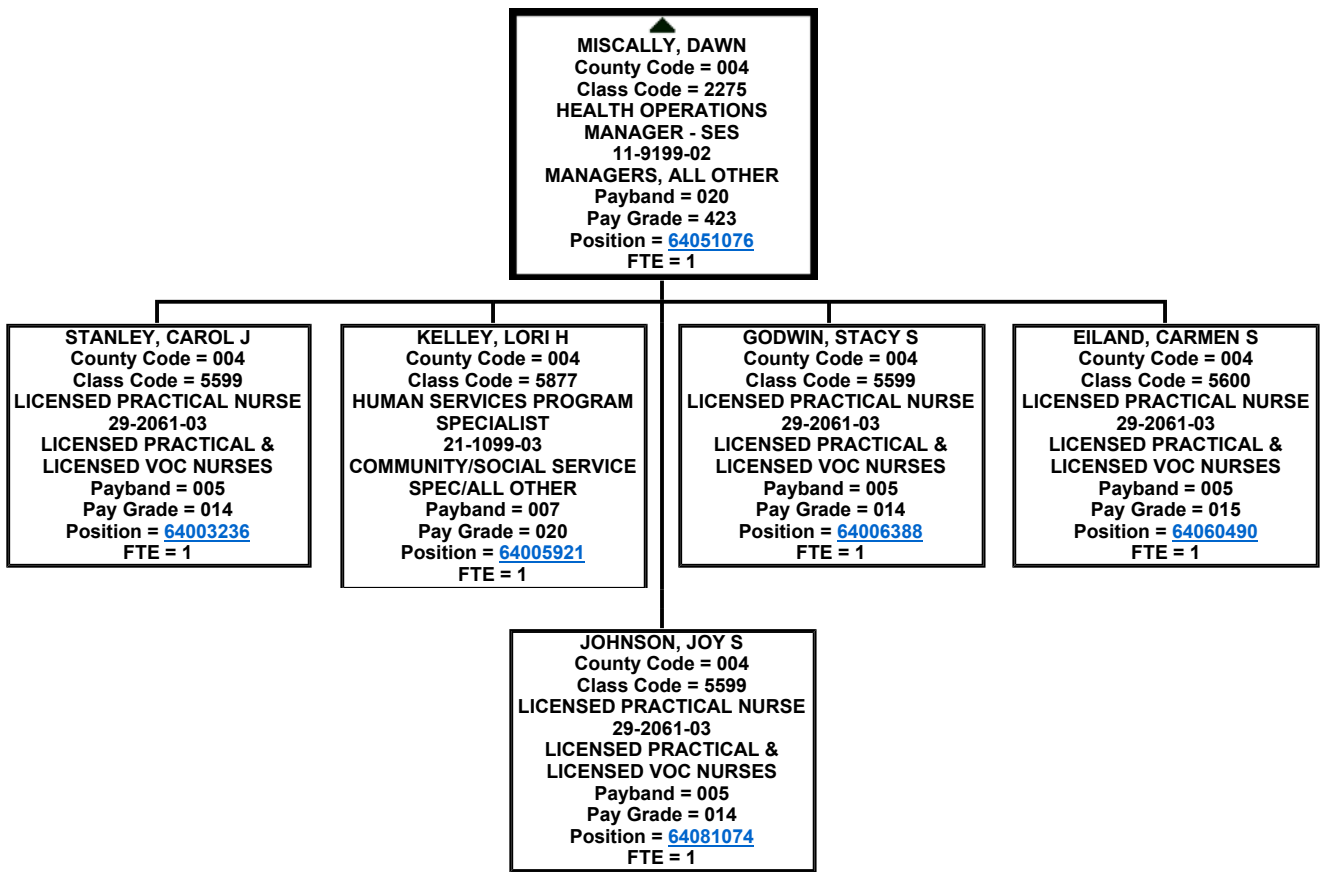 MISCALLY, DAWN
County Code = 004
Class Code = 2275
HEALTH OPERATIONS
MANAGER - SES
11-9199-02
MANAGERS, ALL OTHER
Payband = 020
Pay Grade = 423
Position = 64051076
FTE = 1
STANLEY, CAROL J
County Code = 004
Class Code = 5599
LICENSED PRACTICAL NURSE
29-2061-03
LICENSED PRACTICAL &
LICENSED VOC NURSES
Payband = 005
Pay Grade = 014
Position = 64003236
FTE = 1
KELLEY, LORI H
County Code = 004
Class Code = 5877
HUMAN SERVICES PROGRAM
SPECIALIST
21-1099-03
COMMUNITY/SOCIAL SERVICE
SPEC/ALL OTHER
Payband = 007
Pay Grade = 020
Position = 64005921
FTE = 1
GODWIN, STACY S
County Code = 004
Class Code = 5599
LICENSED PRACTICAL NURSE
29-2061-03
LICENSED PRACTICAL &
LICENSED VOC NURSES
Payband = 005
Pay Grade = 014
Position = 64006388
FTE = 1
EILAND, CARMEN S
County Code = 004
Class Code = 5600
LICENSED PRACTICAL NURSE
29-2061-03
LICENSED PRACTICAL &
LICENSED VOC NURSES
Payband = 005
Pay Grade = 015
Position = 64060490
FTE = 1
JOHNSON, JOY S
County Code = 004
Class Code = 5599
LICENSED PRACTICAL NURSE
29-2061-03
LICENSED PRACTICAL &
LICENSED VOC NURSES
Payband = 005
Pay Grade = 014
Position = 64081074
FTE = 1